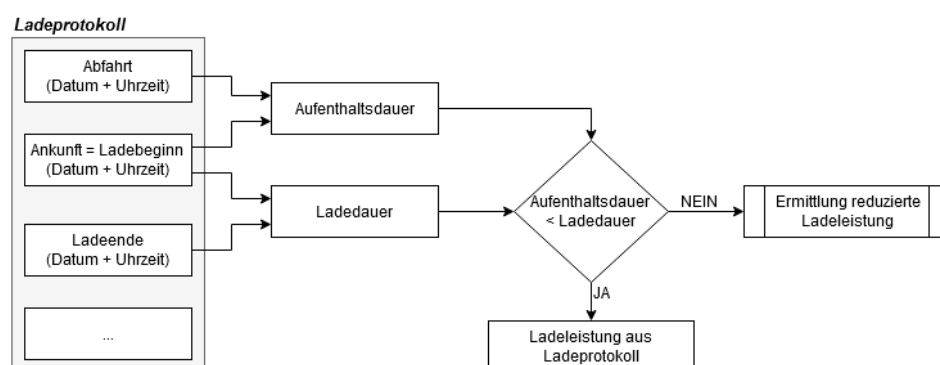 Ladeprotokoll
Abfahrt
(Datum + Uhrzeit)
Aufenthaltsdauer
Ankunft = Ladebeginn
(Datum + Uhrzeit)
Ladedauer
Aufenthaltsdauer
< Ladedauer
NEIN
Ermittlung reduzierte
Ladeleistung
Ladeende
(Datum + Uhrzeit)
JA
...
Ladeleistung aus
Ladeprotokoll